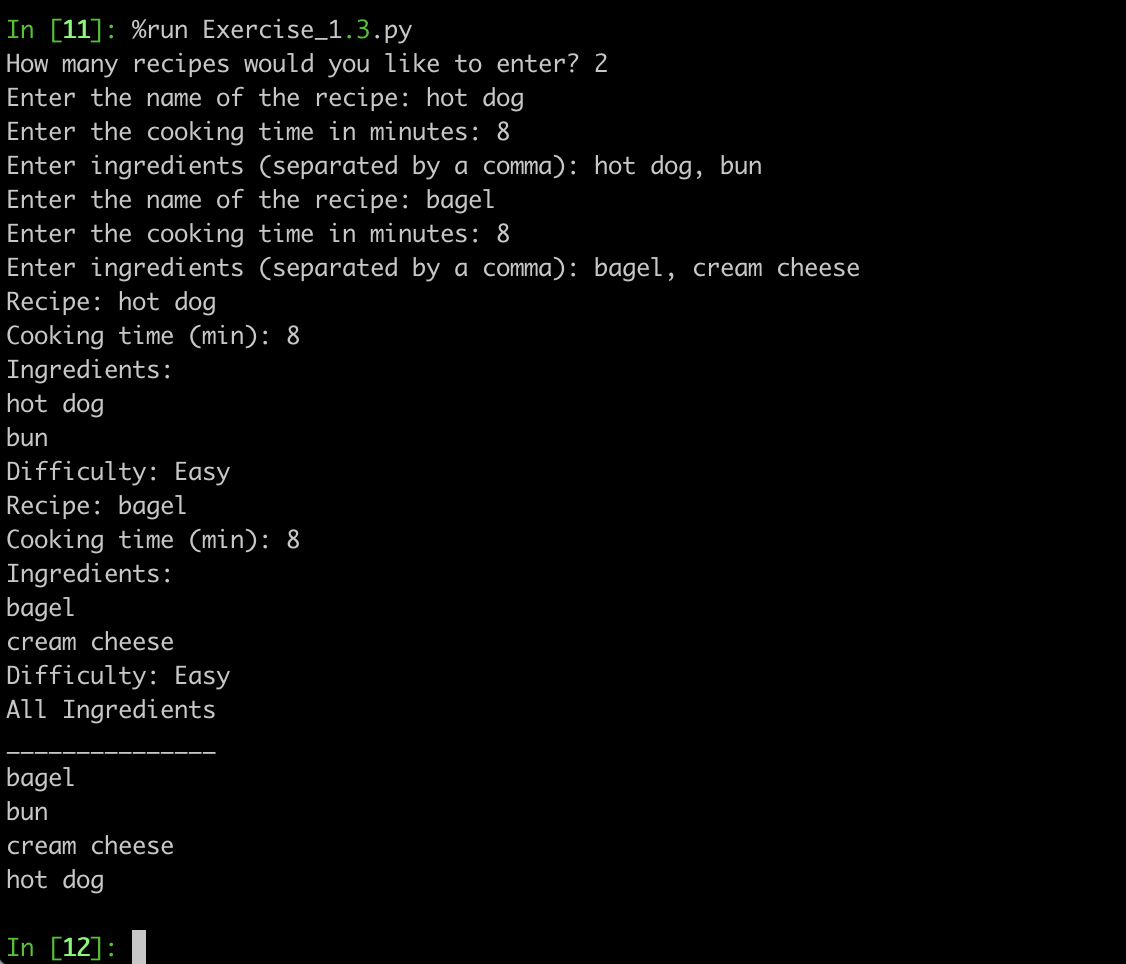 In [11]: %run Exercise_1.3.py
How many recipes would you like to enter? 2
Enter the name of the recipe: hot dog
Enter the cooking time in minutes: 8
Enter ingredients (separated by a comma): hot dog, bun
Enter the name of the recipe: bagel
Enter the cooking time in minutes: 8
Enter ingredients (separated by a comma): bagel, cream cheese
Recipe: hot dog
Cooking time (min): 8
Ingredients:
hot dog
bun
Difficulty: Easy
Recipe: bagel
Cooking time (min): 8
Ingredients:
bagel
cream cheese
Difficulty: Easy
All Ingredients
_______________
bagel
bun
cream cheese
hot dog
In [12]: